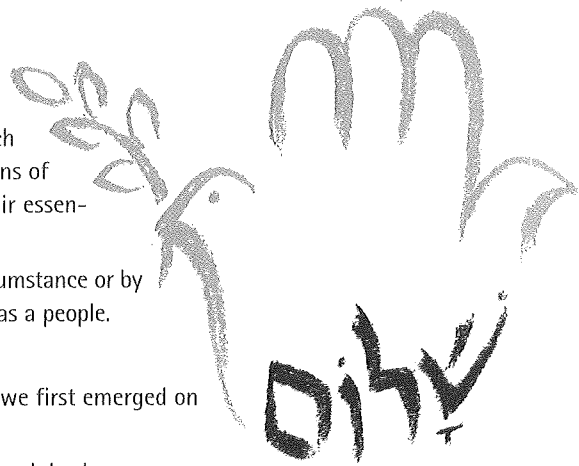 ch
ns of
ir essen-
umstance or by
as a people.
we first emerged on
שָׁלוֹם